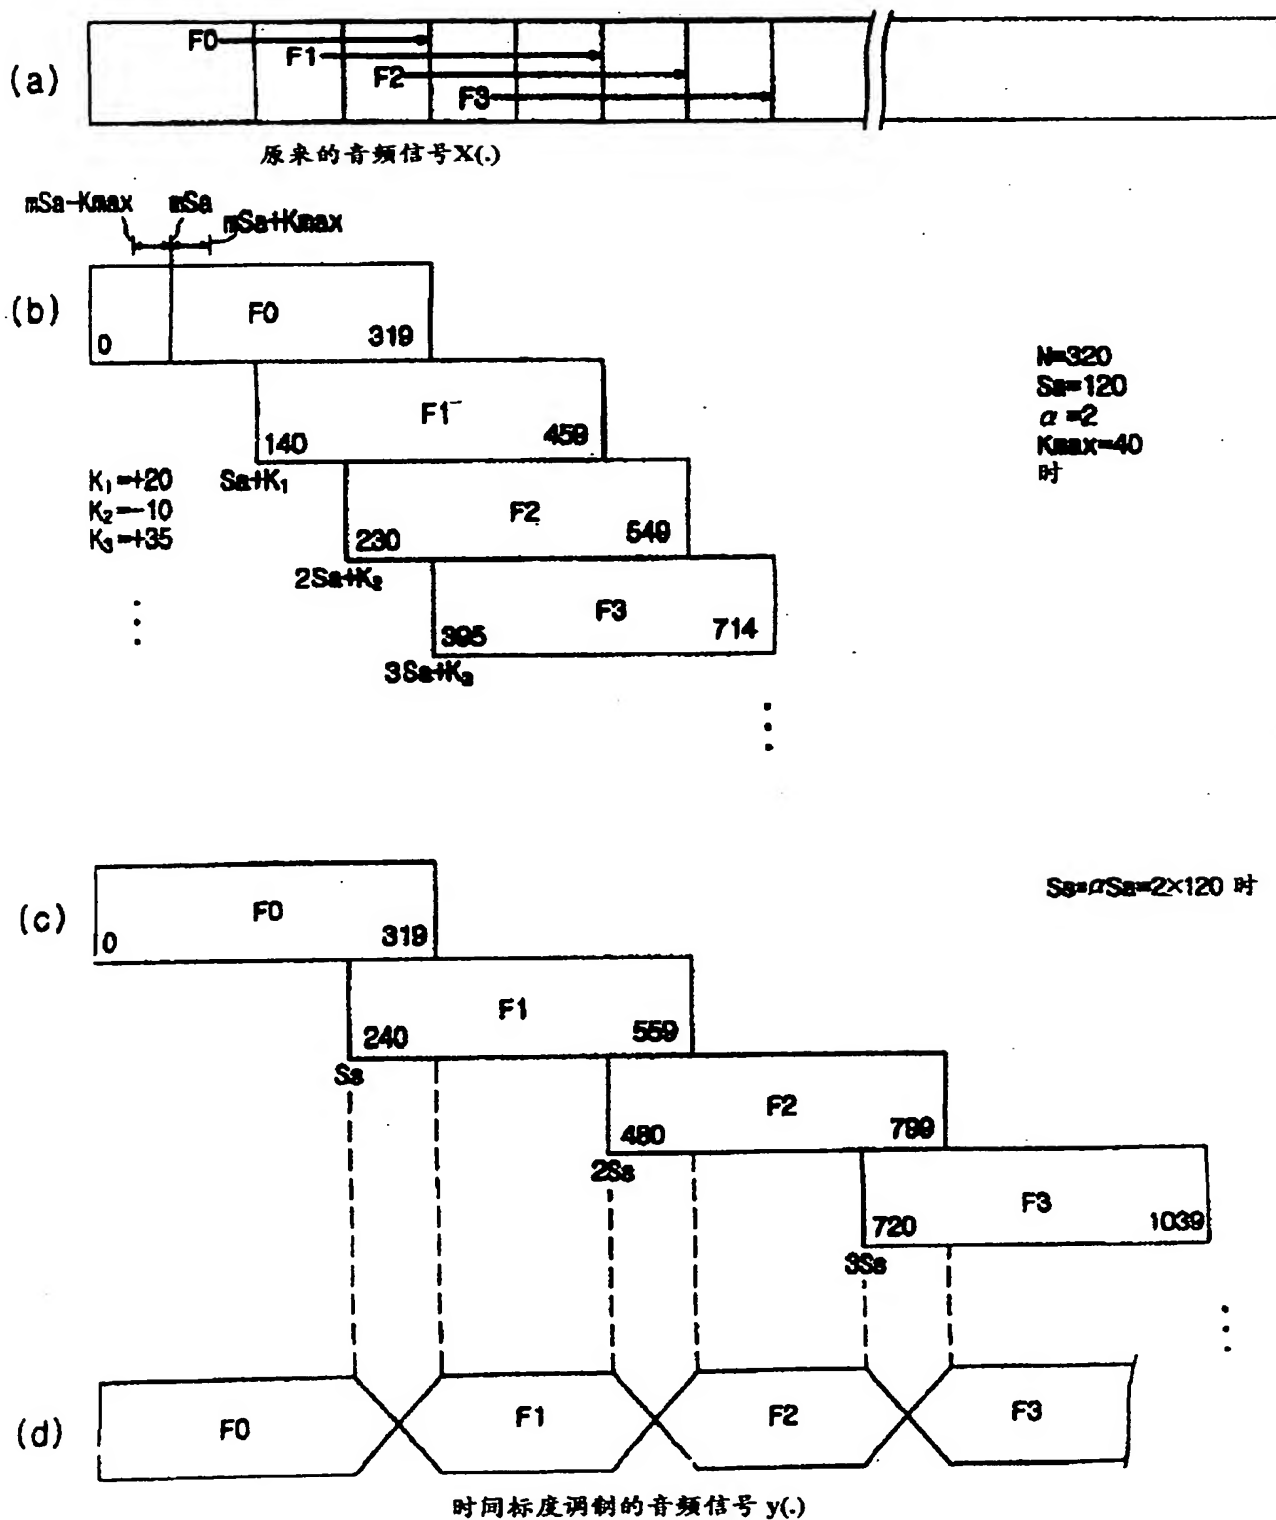 (a)
F0
F1
F2
F3
原来的音频信号X(.)
mSa-Kmax
mSa
mSa+Kmax
(b)
F0
0
319
F1
140
459
Sa+K₁
K₁=+20
K₂=-10
K₃=+35
F2
230
549
2Sa+K₂
F3
395
714
3Sa+K₃
N=320
Sa=120
α=2
Kmax=40
时
(c)
F0
0
319
Ss=αSa=2×120 时
F1
240
559
Ss
F2
480
799
2Ss
F3
720
1039
3Ss
(d)
F0
F1
F2
F3
时间标度调制的音频信号 y(.)